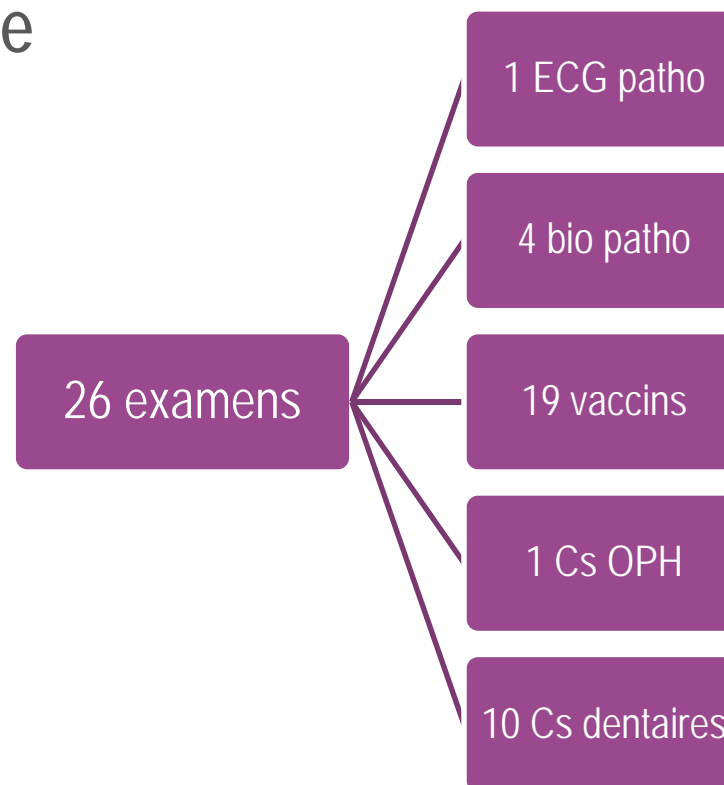 e
1 ECG patho
4 bio patho
26 examens
19 vaccins
1 Cs OPH
10 Cs dentaires